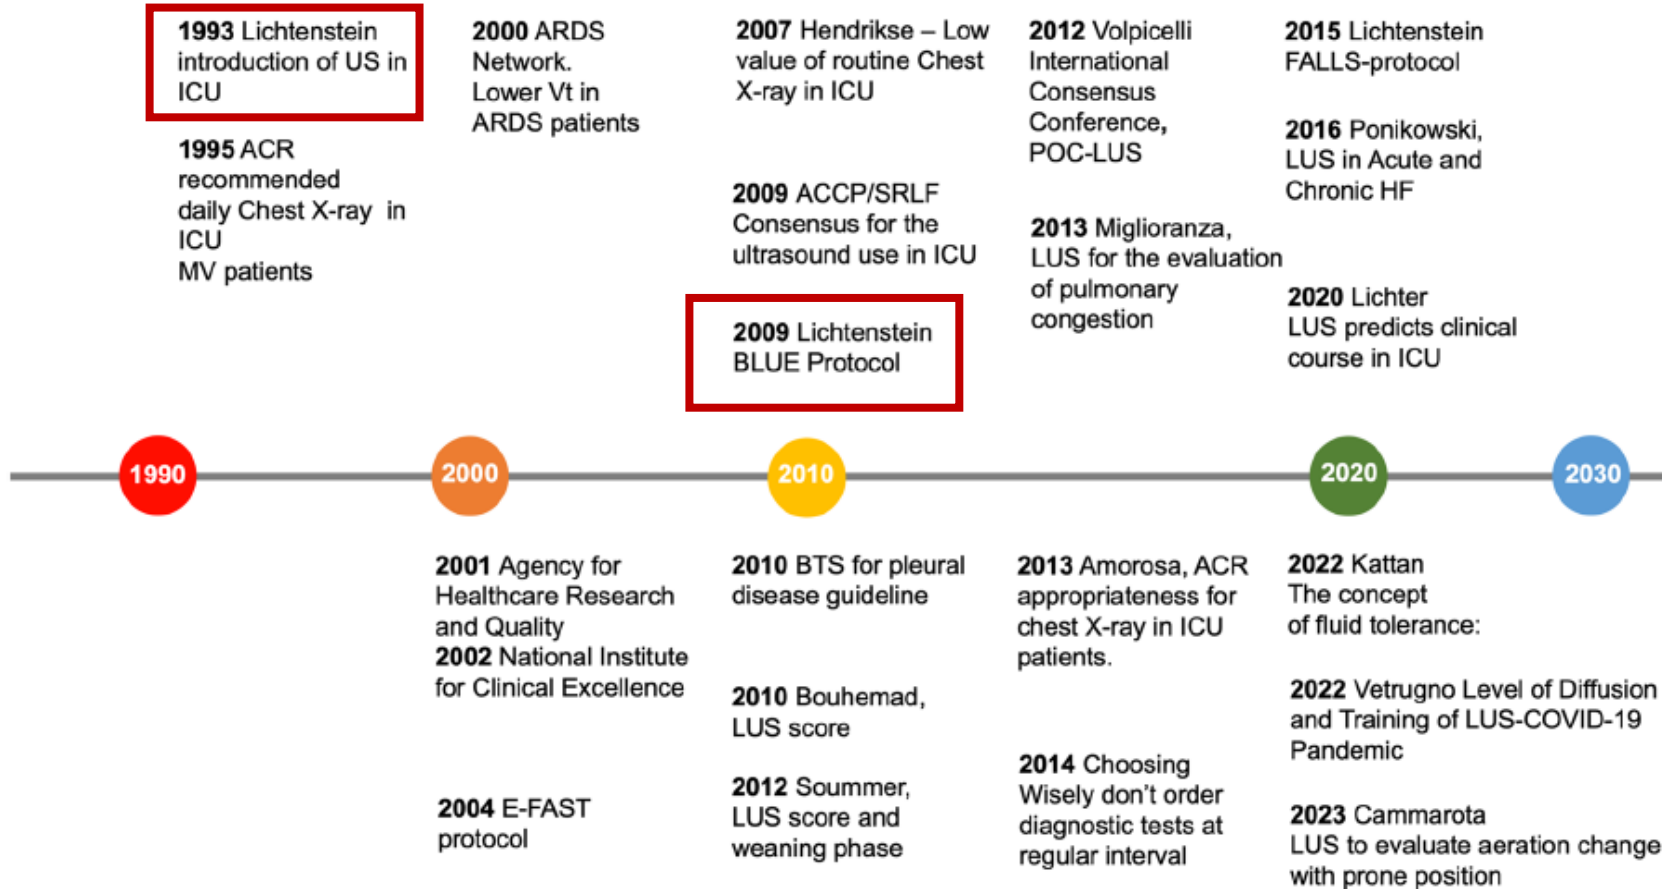 1993 Lichtenstein
introduction of US in
ICU
1995 ACR
recommended
daily Chest X-ray in
ICU
MV patients
2000 ARDS
Network.
Lower Vt in
ARDS patients
2007 Hendrikse – Low
value of routine Chest
X-ray in ICU
2009 ACCP/SRLF
Consensus for the
ultrasound use in ICU
2009 Lichtenstein
BLUE Protocol
2012 Volpicelli
International
Consensus
Conference,
POC-LUS
2013 Miglioranza,
LUS for the evaluation
of pulmonary
congestion
2015 Lichtenstein
FALLS-protocol
2016 Ponikowski,
LUS in Acute and
Chronic HF
2020 Lichter
LUS predicts clinical
course in ICU
1990
2000
2010
2020
2030
2001 Agency for
Healthcare Research
and Quality
2002 National Institute
for Clinical Excellence
2004 E-FAST
protocol
2010 BTS for pleural
disease guideline
2010 Bouhemad,
LUS score
2012 Soummer,
LUS score and
weaning phase
2013 Amorosa, ACR
appropriateness for
chest X-ray in ICU
patients.
2014 Choosing
Wisely don't order
diagnostic tests at
regular interval
2022 Kattan
The concept
of fluid tolerance:
2022 Vetrugno Level of Diffusion
and Training of LUS-COVID-19
Pandemic
2023 Cammarota
LUS to evaluate aeration change
with prone position